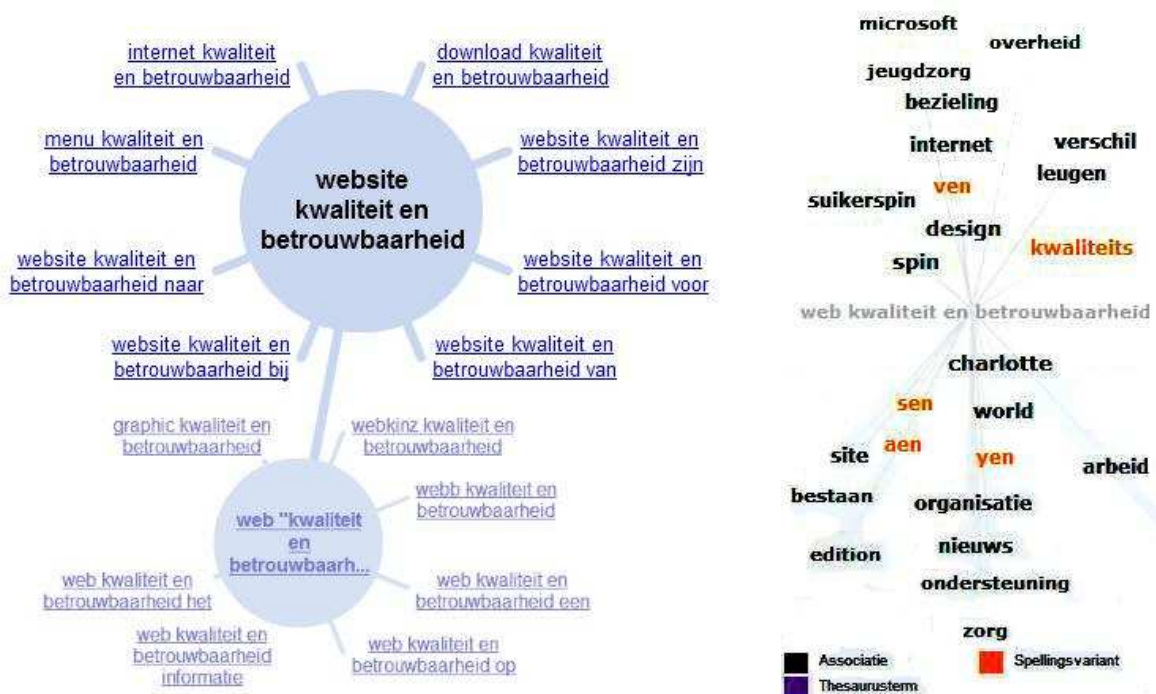 internet kwaliteit
en betrouwbaarheid
download kwaliteit
en betrouwbaarheid
menu kwaliteit en
betrouwbaarheid
website kwaliteit en
betrouwbaarheid zijn
website
kwaliteit en
betrouwbaarheid
website kwaliteit en
betrouwbaarheid naar
website kwaliteit en
betrouwbaarheid voor
website kwaliteit en
betrouwbaarheid bij
website kwaliteit en
betrouwbaarheid van
graphic kwaliteit en
betrouwbaarheid
webkinz kwaliteit en
betrouwbaarheid
webb kwaliteit en
betrouwbaarheid
web "kwaliteit
en
betrouwbaarh...
web kwaliteit en
betrouwbaarheid het
web kwaliteit en
betrouwbaarheid een
web kwaliteit en
betrouwbaarheid
informatie
web kwaliteit en
betrouwbaarheid op
microsoft
overheid
jeugdzorg
bezieling
internet
verschil
leugen
ven
suikerspin
design
kwaliteits
spin
web kwaliteit en betrouwbaarheid
charlotte
sen
world
aen
site
yen
arbeid
bestaan
organisatie
edition
nieuws
ondersteuning
zorg
Associatie
Spellingsvariant
Thesaurusterm